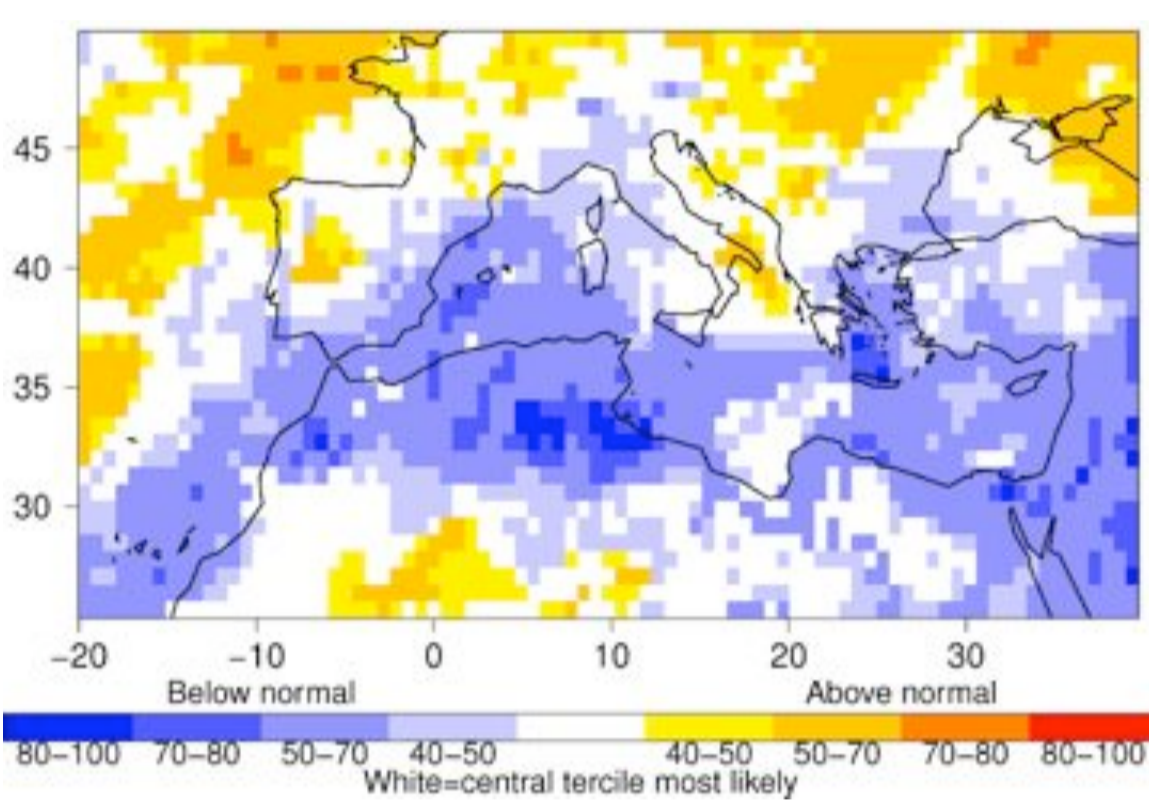 45
40
35
30
−20 −10 0 10 20 30
Below normal Above normal
80−100 70−80 50−70 40−50 40−50 50−70 70−80 80−100
White=central tercile most likely